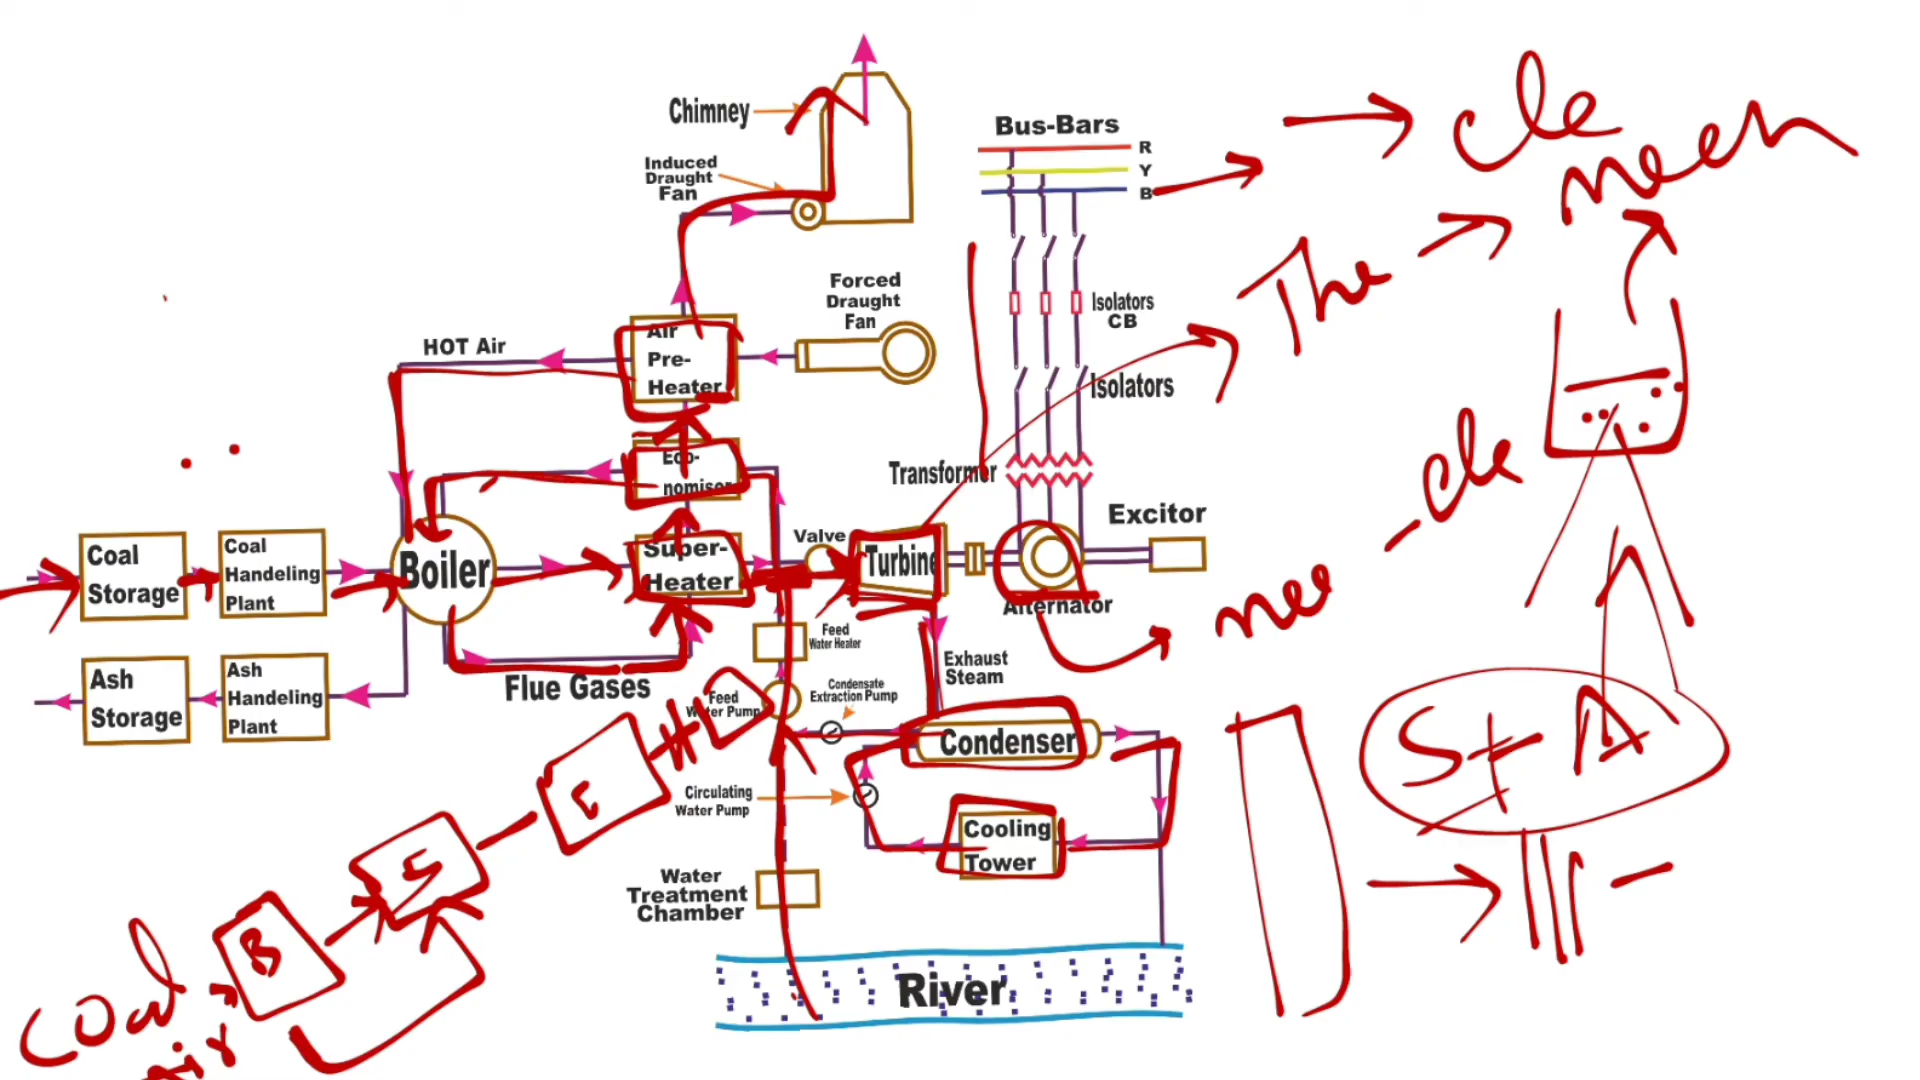 Chimney
Induced
Draught
Fan
Bus-Bars
R
Y
B
cle
The
Forced
Draught
Fan
Isolators
CB
HOT Air
Air
Pre-
Heater
Isolators
Eco-
nomiser
Transformer
Excitor
Coal
Storage
Coal
Handeling
Plant
Boiler
Super-
Heater
Valve
Turbine
Alternator
Feed
Water Heater
Ash
Storage
Ash
Handeling
Plant
Flue Gases
Exhaust
Steam
Feed
Water Pump
Condensate
Extraction Pump
Condenser
Circulating
Water Pump
Cooling
Tower
Water
Treatment
Chamber
River
E
S
B
Coal
air